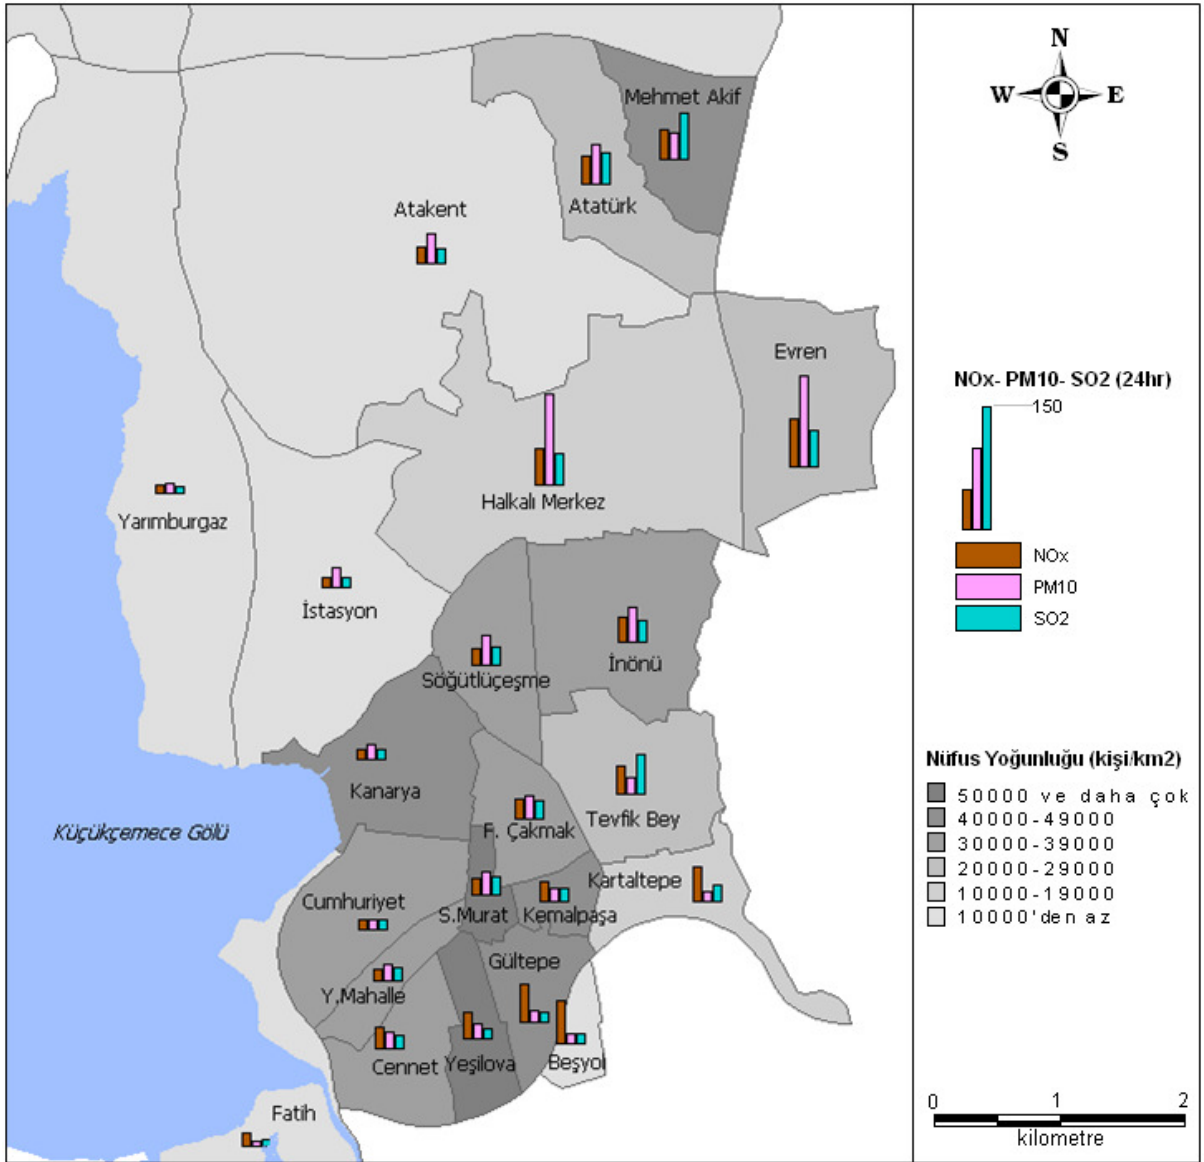 N
W E
S
Mehmet Akif
Atatürk
Atakent
Evren
Halkalı Merkez
Yarımburgaz
İstasyon
Söğütlüçeşme
İnönü
Kanarya
F. Çakmak
Tevfik Bey
Küçükçemece Gölü
Cumhuriyet
S.Murat
Kemalpaşa
Kartaltepe
Y.Mahalle
Gültepe
Cennet
Yeşilova
Beşyol
Fatih
NOx- PM10- SO2 (24hr)
150
NOx
PM10
SO2
Nüfus Yoğunluğu (kişi/km2)
50000 ve daha çok
40000-49000
30000-39000
20000-29000
10000-19000
10000'den az
0 1 2
kilometre